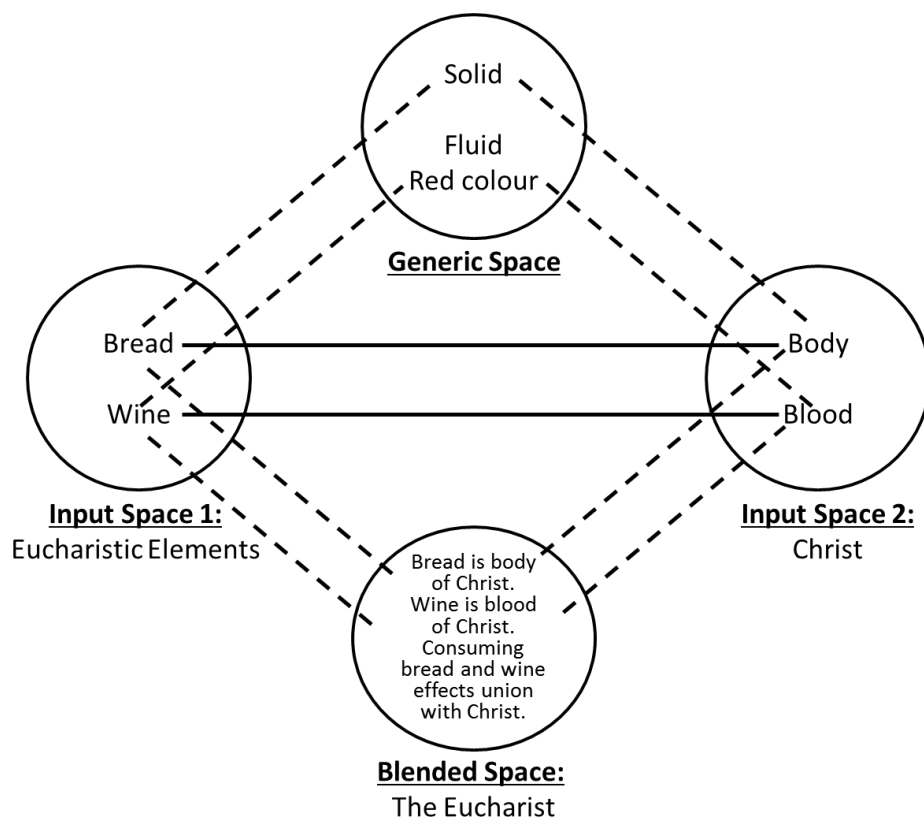 Solid
Fluid
Red colour
Generic Space
Bread
Body
Wine
Blood
Input Space 1:
Eucharistic Elements
Input Space 2:
Christ
Bread is body
of Christ.
Wine is blood
of Christ.
Consuming
bread and wine
effects union
with Christ.
Blended Space:
The Eucharist